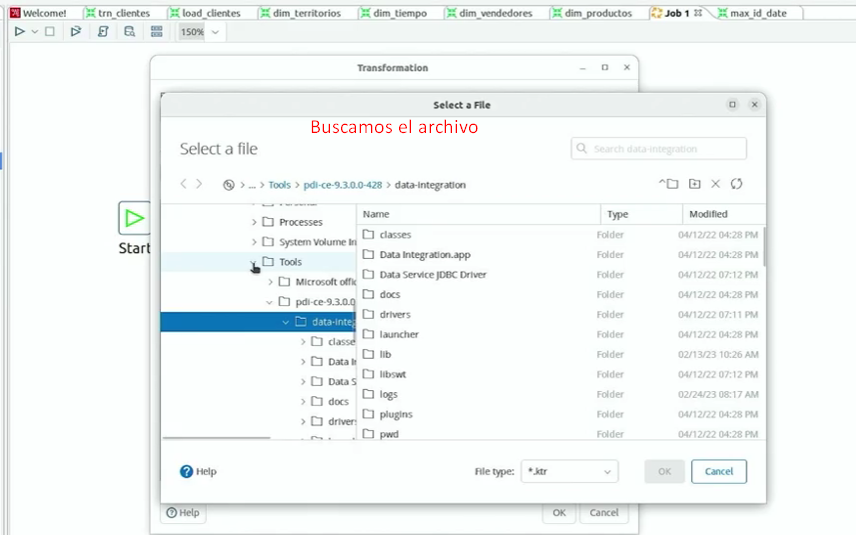 Welcome! trn_clientes load_clientes dim_territorios dim_tiempo dim_vendedores dim_productos Job 1 max_id_date
150%
Transformation
Select a File
Buscamos el archivo
Select a file
Search data-integration
... Tools pdi-ce-9.3.0.0-428 data-integration
Name Type Modified
Processes
System Volume In
Tools
Microsoft offic
pdi-ce-9.3.0.0
data-integ
classe
Data I
Data S
docs
drivers
classes Folder 04/12/22 04:28 PM
Data Integration.app Folder 04/12/22 04:28 PM
Data Service JDBC Driver Folder 04/12/22 07:12 PM
docs Folder 04/12/22 04:28 PM
drivers Folder 04/12/22 07:11 PM
launcher Folder 04/12/22 04:28 PM
lib Folder 02/13/23 10:26 AM
libswt Folder 04/12/22 07:12 PM
logs Folder 02/24/23 08:17 AM
plugins Folder 04/12/22 04:28 PM
pwd Folder 04/12/22 04:28 PM
Start
Help File type: *.ktr OK Cancel
Help OK Cancel